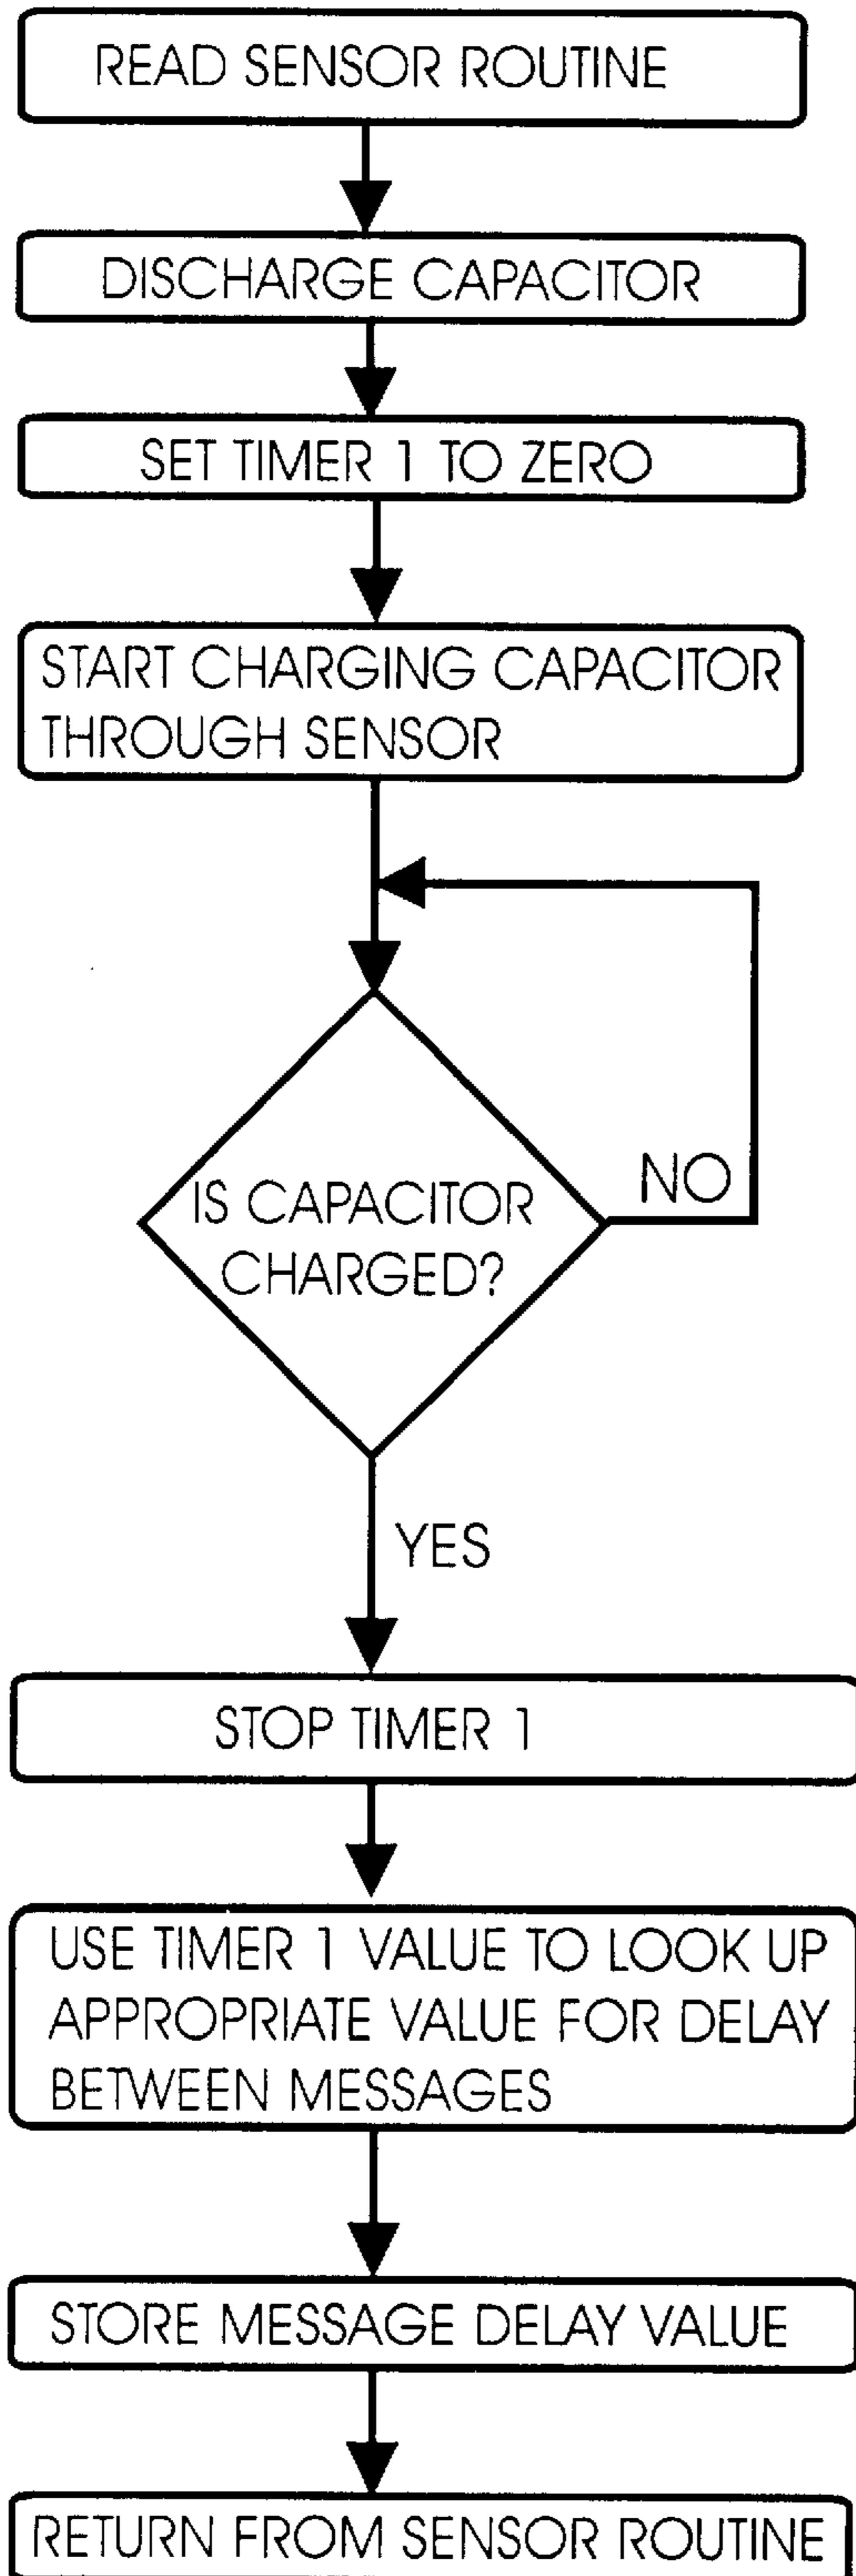 READ SENSOR ROUTINE
DISCHARGE CAPACITOR
SET TIMER 1 TO ZERO
START CHARGING CAPACITOR
THROUGH SENSOR
IS CAPACITOR
CHARGED?
NO
YES
STOP TIMER 1
USE TIMER 1 VALUE TO LOOK UP
APPROPRIATE VALUE FOR DELAY
BETWEEN MESSAGES
STORE MESSAGE DELAY VALUE
RETURN FROM SENSOR ROUTINE